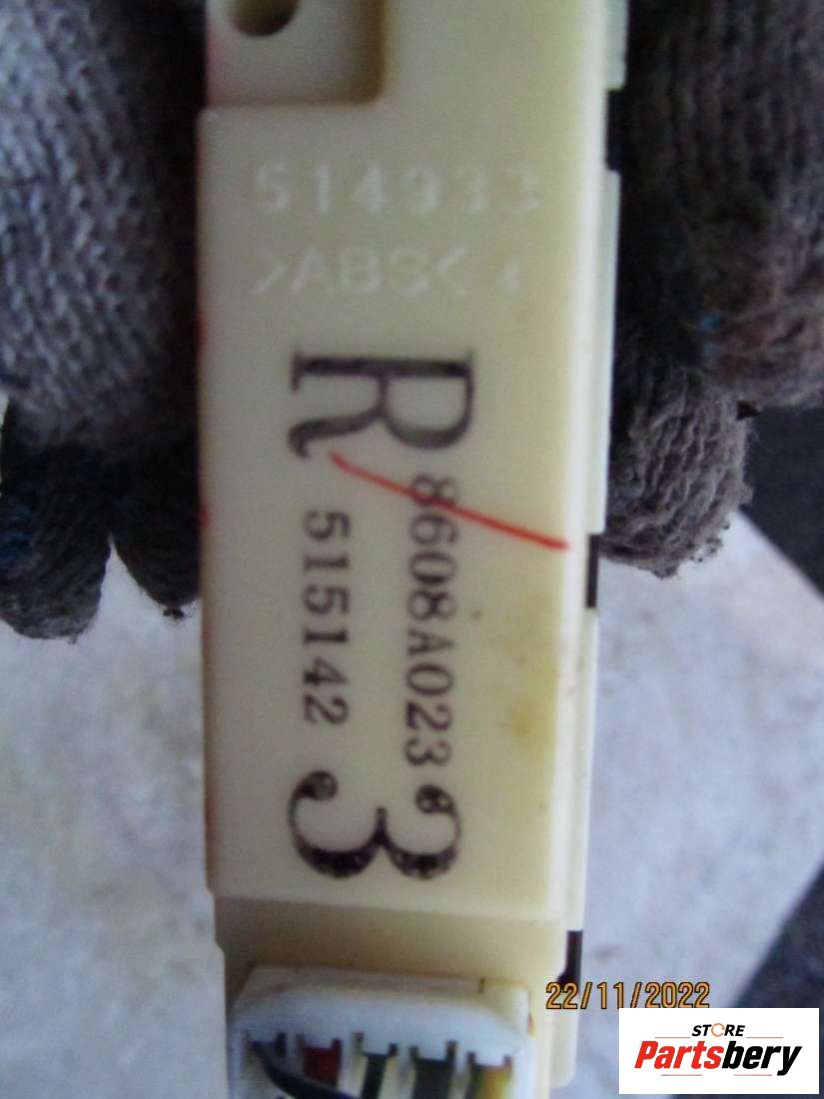 514933
>ABS<
R
8608A023
515142
3
22/11/2022
STORE
Partsbery